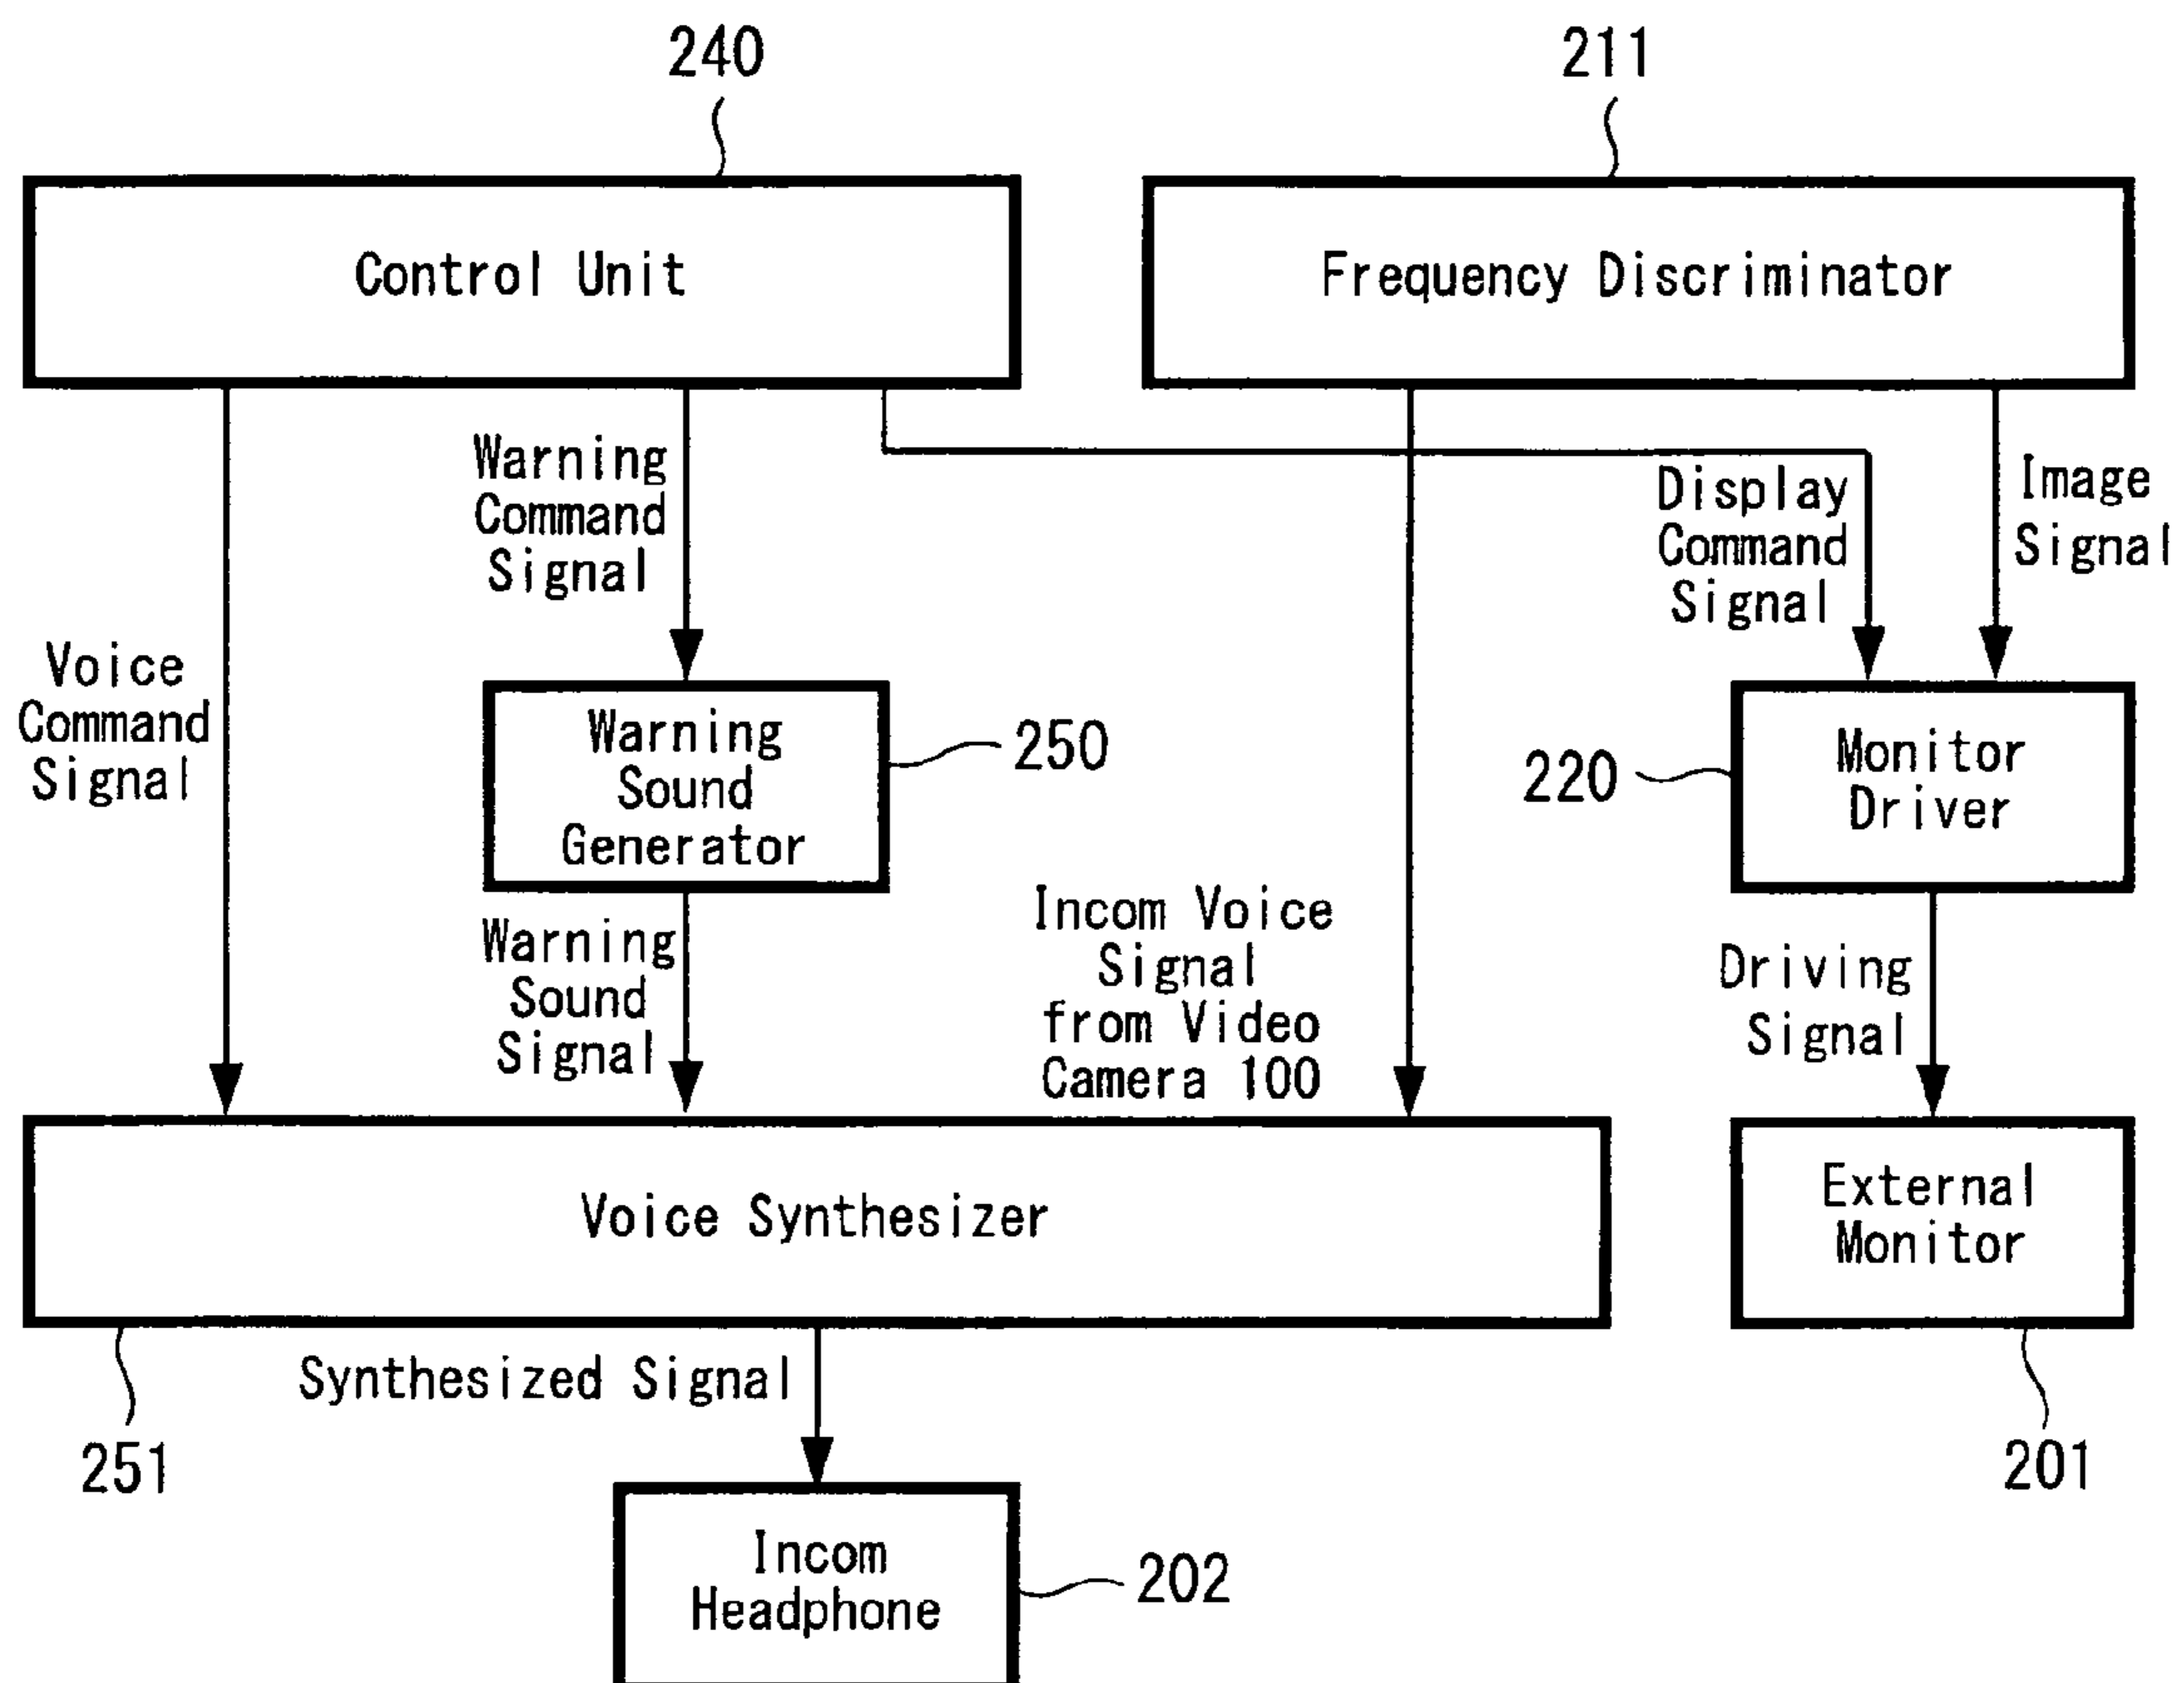 240
211
Control Unit
Frequency Discriminator
Warning
Command
Signal
Display
Command
Signal
Image
Signal
Voice
Command
Signal
Warning
Sound
Generator
250
220
Monitor
Driver
Warning
Sound
Signal
Incom Voice
Signal
from Video
Camera 100
Driving
Signal
Voice Synthesizer
External
Monitor
Synthesized Signal
251
201
Incom
Headphone
202